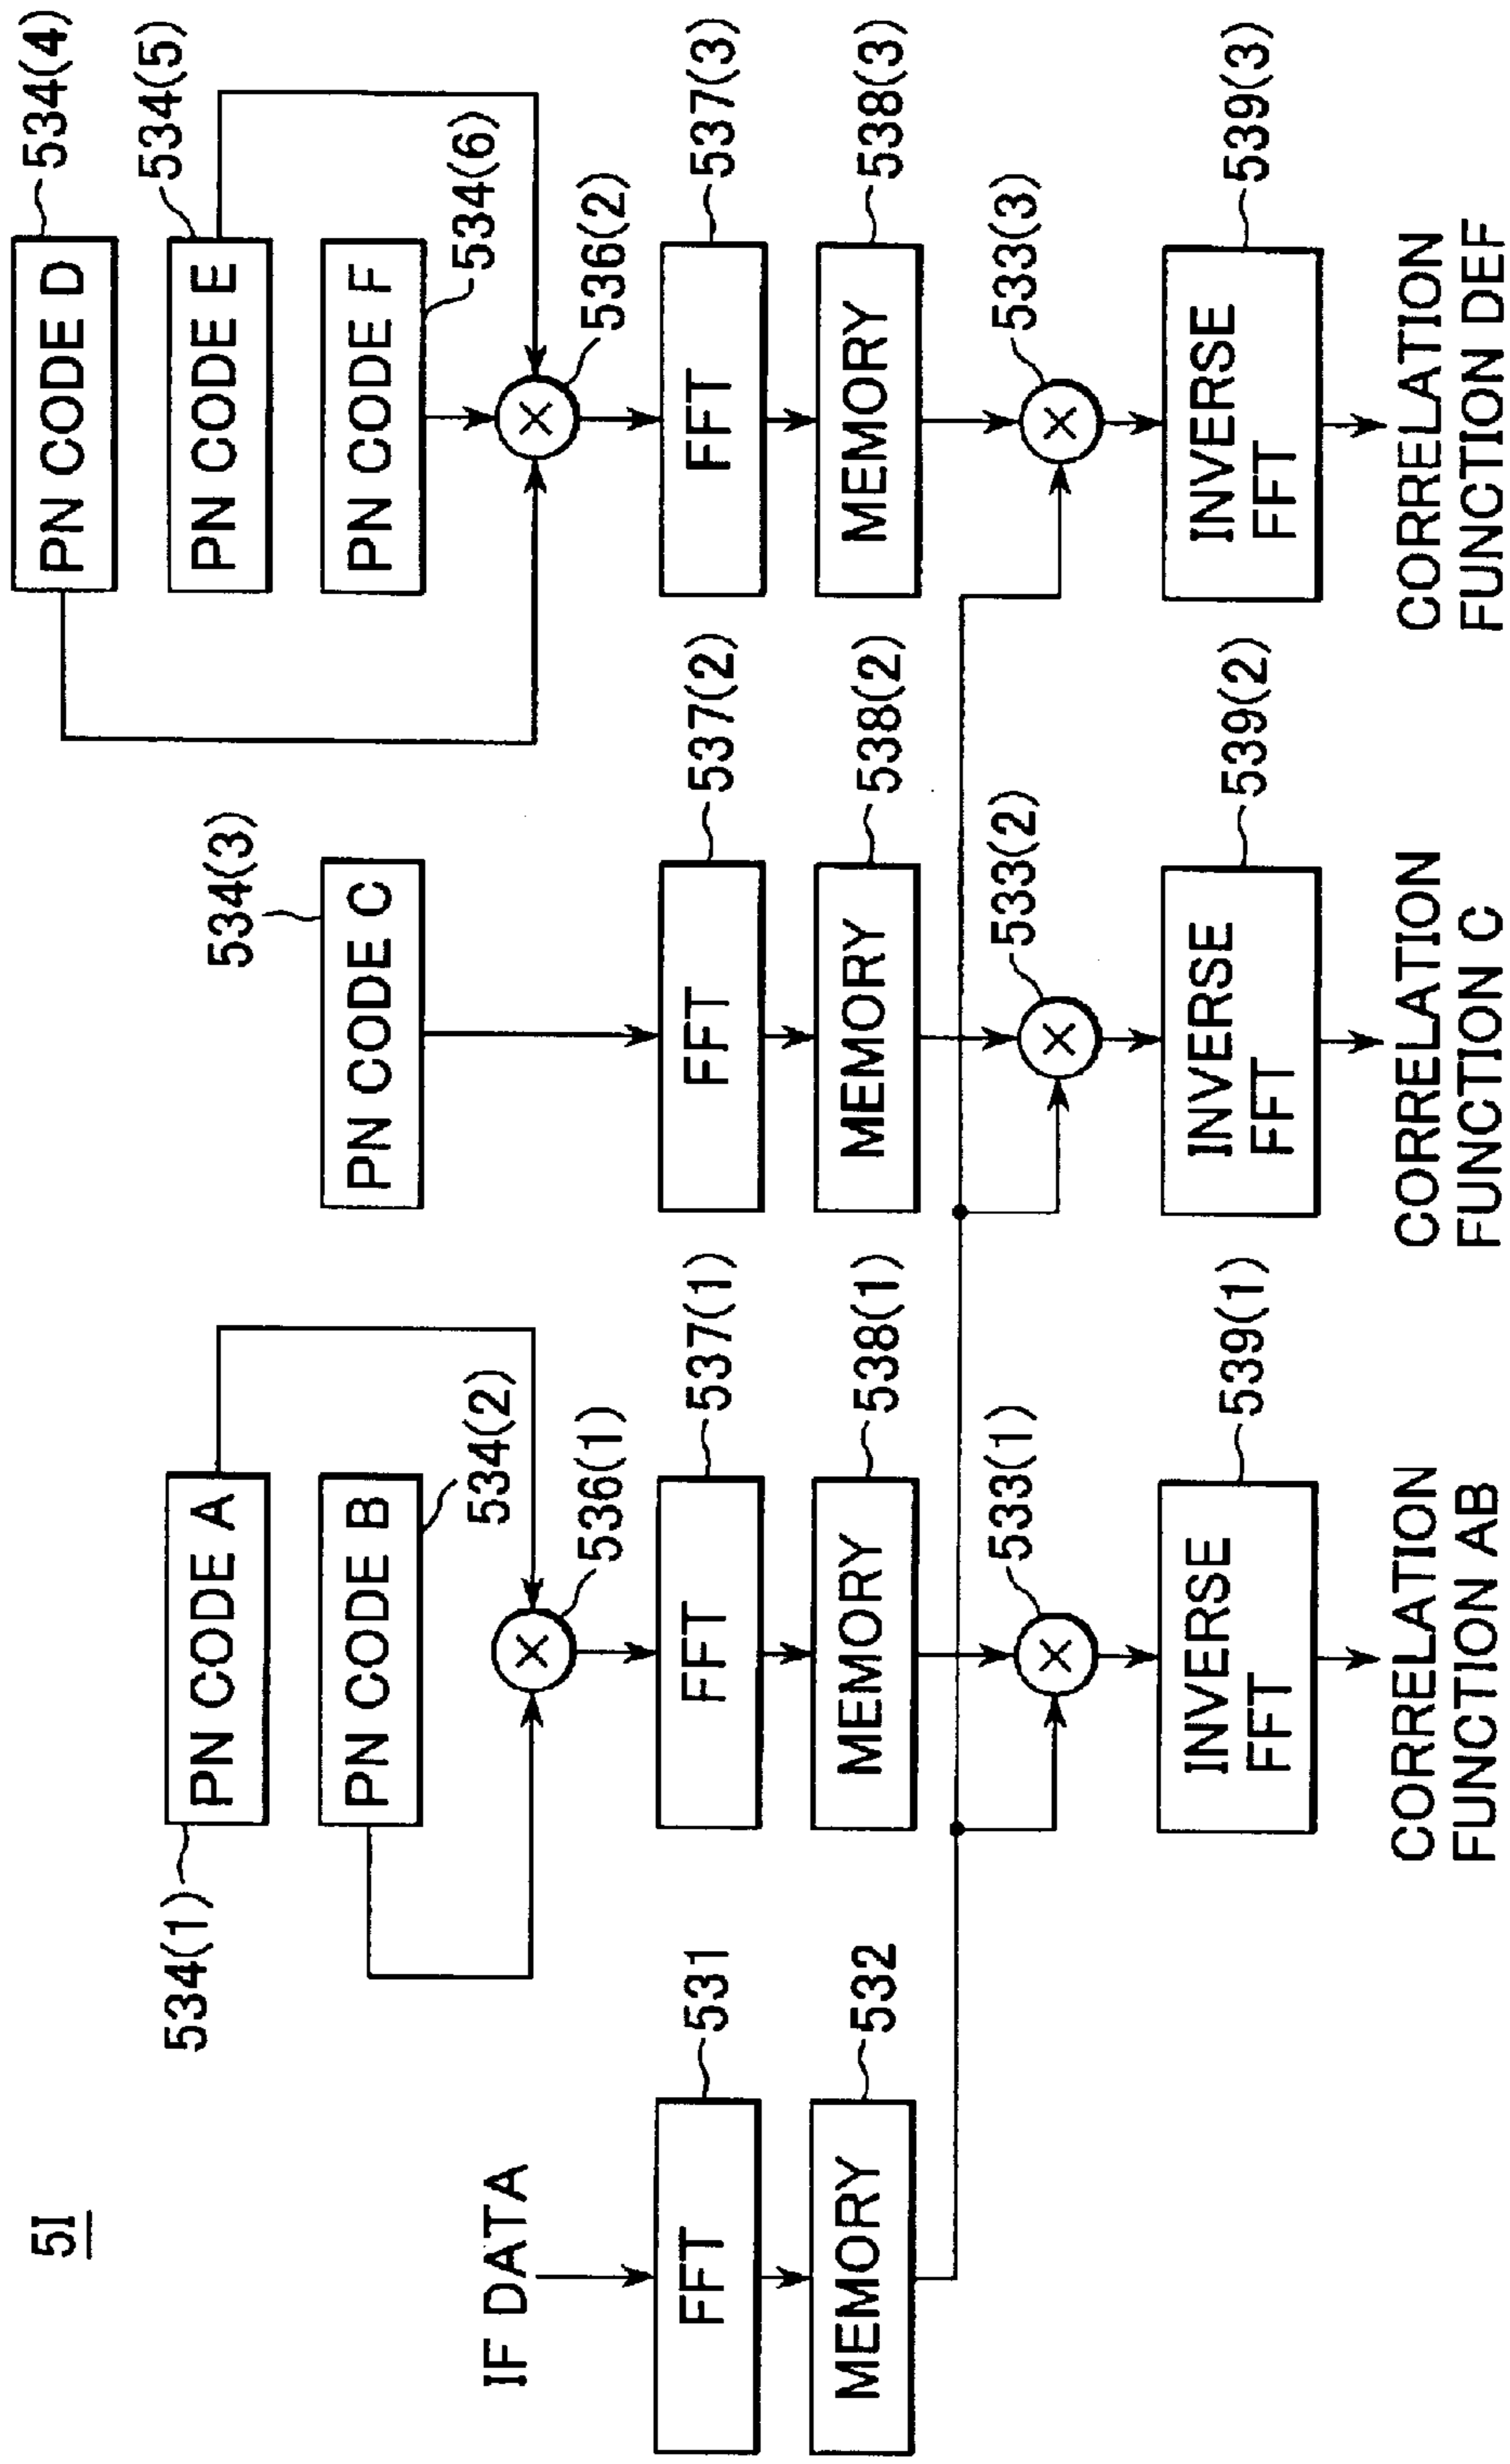 5I
IF DATA
FFT
531
MEMORY
532
534(1)
PN CODE A
PN CODE B
534(2)
536(1)
FFT
537(1)
MEMORY
538(1)
533(1)
INVERSE
FFT
539(1)
CORRELATION
FUNCTION AB
534(3)
PN CODE C
FFT
537(2)
MEMORY
538(2)
533(2)
INVERSE
FFT
539(2)
CORRELATION
FUNCTION C
PN CODE D
534(4)
PN CODE E
534(5)
PN CODE F
534(6)
536(2)
FFT
537(3)
MEMORY
538(3)
533(3)
INVERSE
FFT
539(3)
CORRELATION
FUNCTION DEF